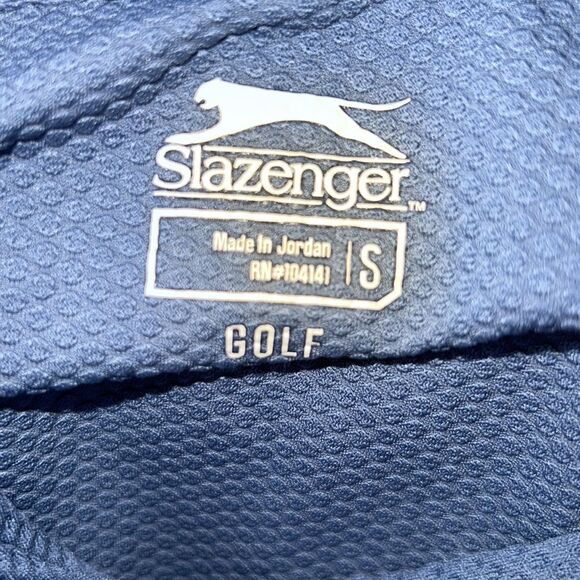 Slazenger™
Made In Jordan
RN#104141
S
GOLF